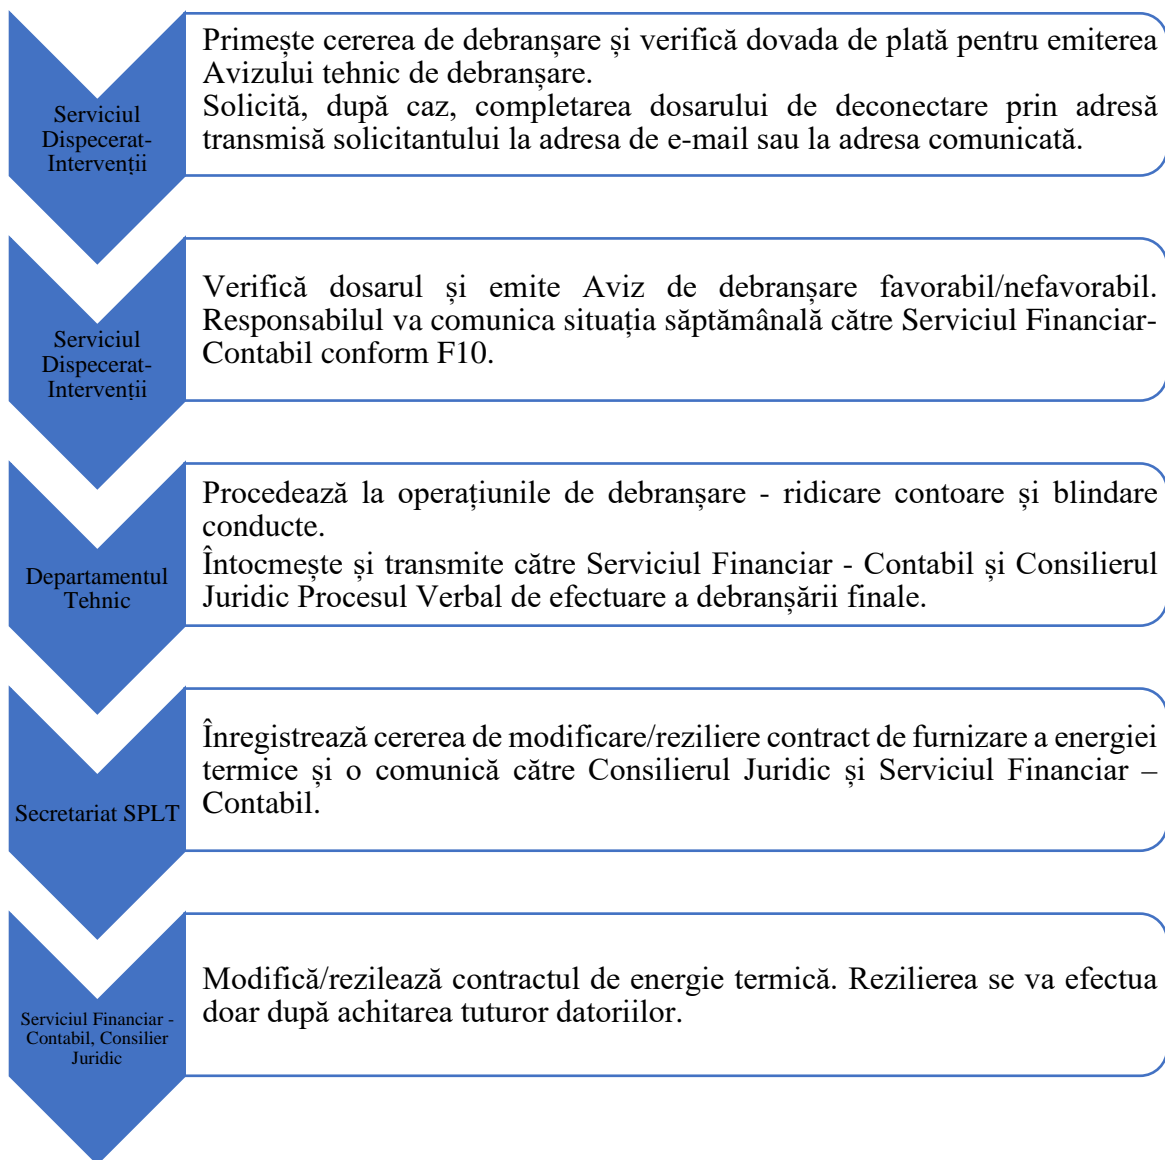 Serviciul
Dispecerat-
Intervenții
Primește cererea de debranșare și verifică dovada de plată pentru emiterea
Avizului tehnic de debranșare.
Solicită, după caz, completarea dosarului de deconectare prin adresă
transmisă solicitantului la adresa de e-mail sau la adresa comunicată.
Serviciul
Dispecerat-
Intervenții
Verifică dosarul și emite Aviz de debranșare favorabil/nefavorabil.
Responsabilul va comunica situația săptămânală către Serviciul Financiar-
Contabil conform F10.
Departamentul
Tehnic
Procedează la operațiunile de debranșare - ridicare contoare și blindare
conducte.
Întocmește și transmite către Serviciul Financiar - Contabil și Consilierul
Juridic Procesul Verbal de efectuare a debranșării finale.
Secretariat SPLT
Înregistrează cererea de modificare/reziliere contract de furnizare a energiei
termice și o comunică către Consilierul Juridic și Serviciul Financiar –
Contabil.
Serviciul Financiar -
Contabil, Consilier
Juridic
Modifică/rezilează contractul de energie termică. Rezilierea se va efectua
doar după achitarea tuturor datoriilor.